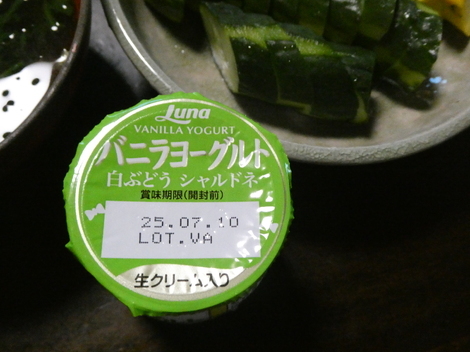 Luna
VANILLA YOGURT
バニラヨーグルト
白ぶどう シャルドネ
賞味期限(開封前)
25.07.10
LOT.VA
生クリーム入り